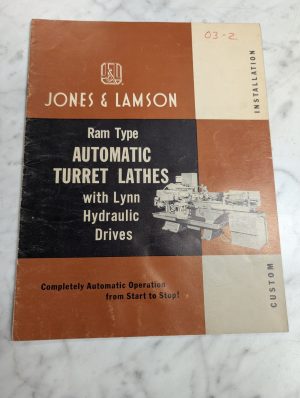 03-2
JONES & LAMSON
INSTALLATION
Ram Type
AUTOMATIC
TURRET LATHES
with Lynn
Hydraulic
Drives
Completely Automatic Operation
from Start to Stop!
CUSTOM